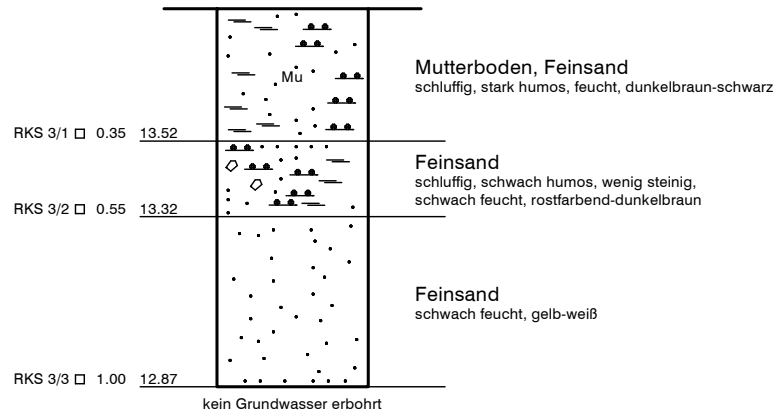 Mu
Mutterboden, Feinsand
schluffig, stark humos, feucht, dunkelbraun-schwarz
RKS 3/1 0.35 13.52
Feinsand
schluffig, schwach humos, wenig steinig,
schwach feucht, rostfarbend-dunkelbraun
RKS 3/2 0.55 13.32
Feinsand
schwach feucht, gelb-weiß
RKS 3/3 1.00 12.87
kein Grundwasser erbohrt